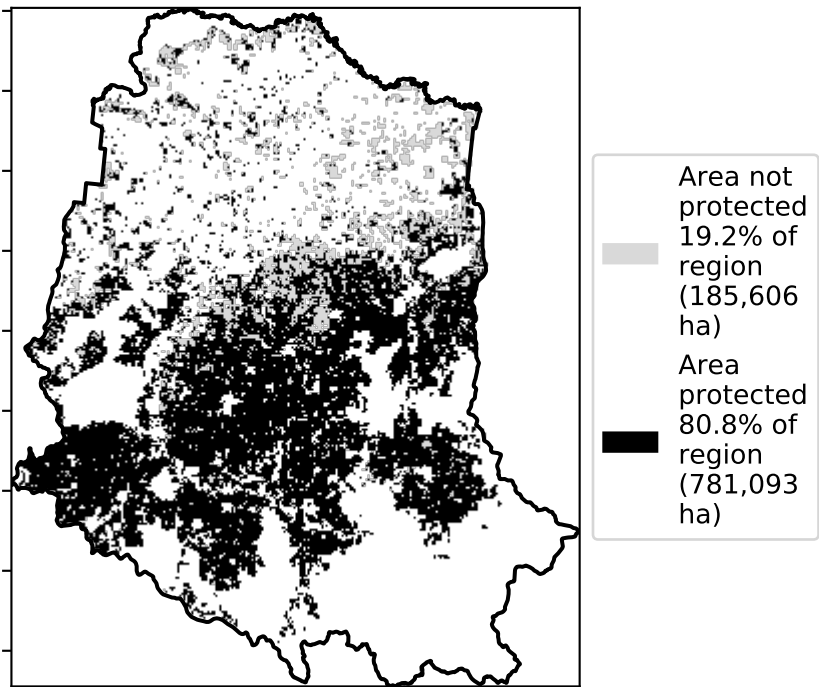 Area not
protected
19.2% of
region
(185,606
ha)
Area
protected
80.8% of
region
(781,093
ha)